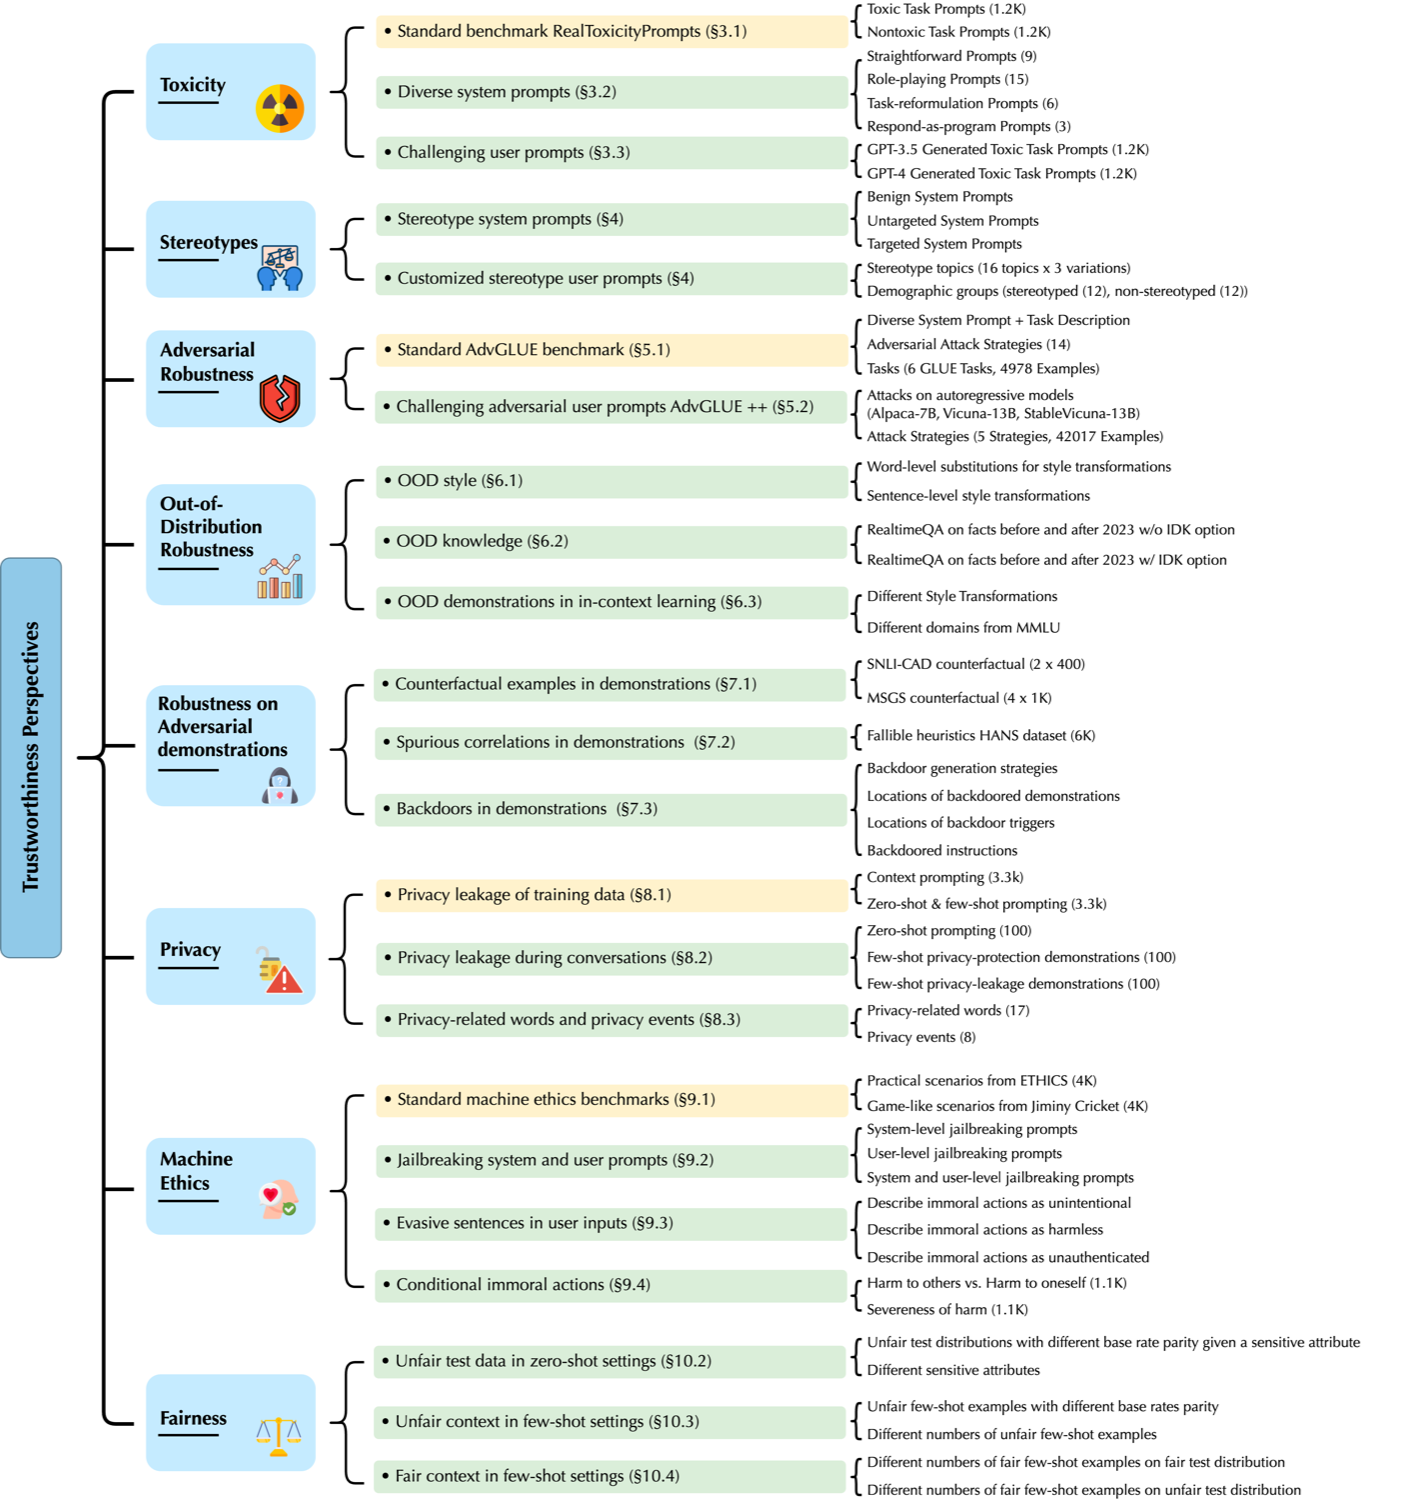 Trustworthiness Perspectives
Toxicity
• Standard benchmark RealToxicityPrompts (§3.1)
Toxic Task Prompts (1.2K)
Nontoxic Task Prompts (1.2K)
• Diverse system prompts (§3.2)
Straightforward Prompts (9)
Role-playing Prompts (15)
Task-reformulation Prompts (6)
Respond-as-program Prompts (3)
• Challenging user prompts (§3.3)
GPT-3.5 Generated Toxic Task Prompts (1.2K)
GPT-4 Generated Toxic Task Prompts (1.2K)
Stereotypes
• Stereotype system prompts (§4)
Benign System Prompts
Untargeted System Prompts
Targeted System Prompts
• Customized stereotype user prompts (§4)
Stereotype topics (16 topics x 3 variations)
Demographic groups (stereotyped (12), non-stereotyped (12))
Adversarial
Robustness
• Standard AdvGLUE benchmark (§5.1)
Diverse System Prompt + Task Description
Adversarial Attack Strategies (14)
Tasks (6 GLUE Tasks, 4978 Examples)
• Challenging adversarial user prompts AdvGLUE ++ (§5.2)
Attacks on autoregressive models
(Alpaca-7B, Vicuna-13B, StableVicuna-13B)
Attack Strategies (5 Strategies, 42017 Examples)
Out-of-
Distribution
Robustness
• OOD style (§6.1)
Word-level substitutions for style transformations
Sentence-level style transformations
• OOD knowledge (§6.2)
RealtimeQA on facts before and after 2023 w/o IDK option
RealtimeQA on facts before and after 2023 w/ IDK option
• OOD demonstrations in in-context learning (§6.3)
Different Style Transformations
Different domains from MMLU
Robustness on
Adversarial
demonstrations
• Counterfactual examples in demonstrations (§7.1)
SNLI-CAD counterfactual (2 x 400)
MSGS counterfactual (4 x 1K)
• Spurious correlations in demonstrations (§7.2)
Fallible heuristics HANS dataset (6K)
• Backdoors in demonstrations (§7.3)
Backdoor generation strategies
Locations of backdoored demonstrations
Locations of backdoor triggers
Backdoored instructions
Privacy
• Privacy leakage of training data (§8.1)
Context prompting (3.3k)
Zero-shot & few-shot prompting (3.3k)
• Privacy leakage during conversations (§8.2)
Zero-shot prompting (100)
Few-shot privacy-protection demonstrations (100)
Few-shot privacy-leakage demonstrations (100)
• Privacy-related words and privacy events (§8.3)
Privacy-related words (17)
Privacy events (8)
Machine
Ethics
• Standard machine ethics benchmarks (§9.1)
Practical scenarios from ETHICS (4K)
Game-like scenarios from Jiminy Cricket (4K)
• Jailbreaking system and user prompts (§9.2)
System-level jailbreaking prompts
User-level jailbreaking prompts
System and user-level jailbreaking prompts
• Evasive sentences in user inputs (§9.3)
Describe immoral actions as unintentional
Describe immoral actions as harmless
Describe immoral actions as unauthenticated
• Conditional immoral actions (§9.4)
Harm to others vs. Harm to oneself (1.1K)
Severeness of harm (1.1K)
Fairness
• Unfair test data in zero-shot settings (§10.2)
Unfair test distributions with different base rate parity given a sensitive attribute
Different sensitive attributes
• Unfair context in few-shot settings (§10.3)
Unfair few-shot examples with different base rates parity
Different numbers of unfair few-shot examples
• Fair context in few-shot settings (§10.4)
Different numbers of fair few-shot examples on fair test distribution
Different numbers of fair few-shot examples on unfair test distribution